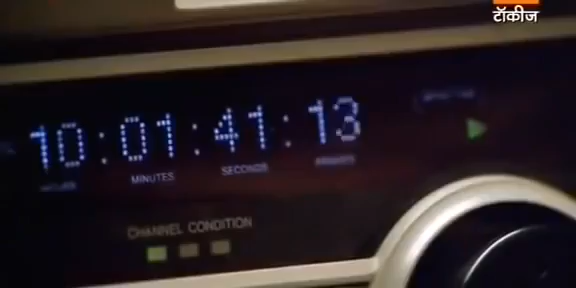 टॉकीज
10:01:41:13
HOURS MINUTES SECONDS FRAMES
CHANNEL CONDITION